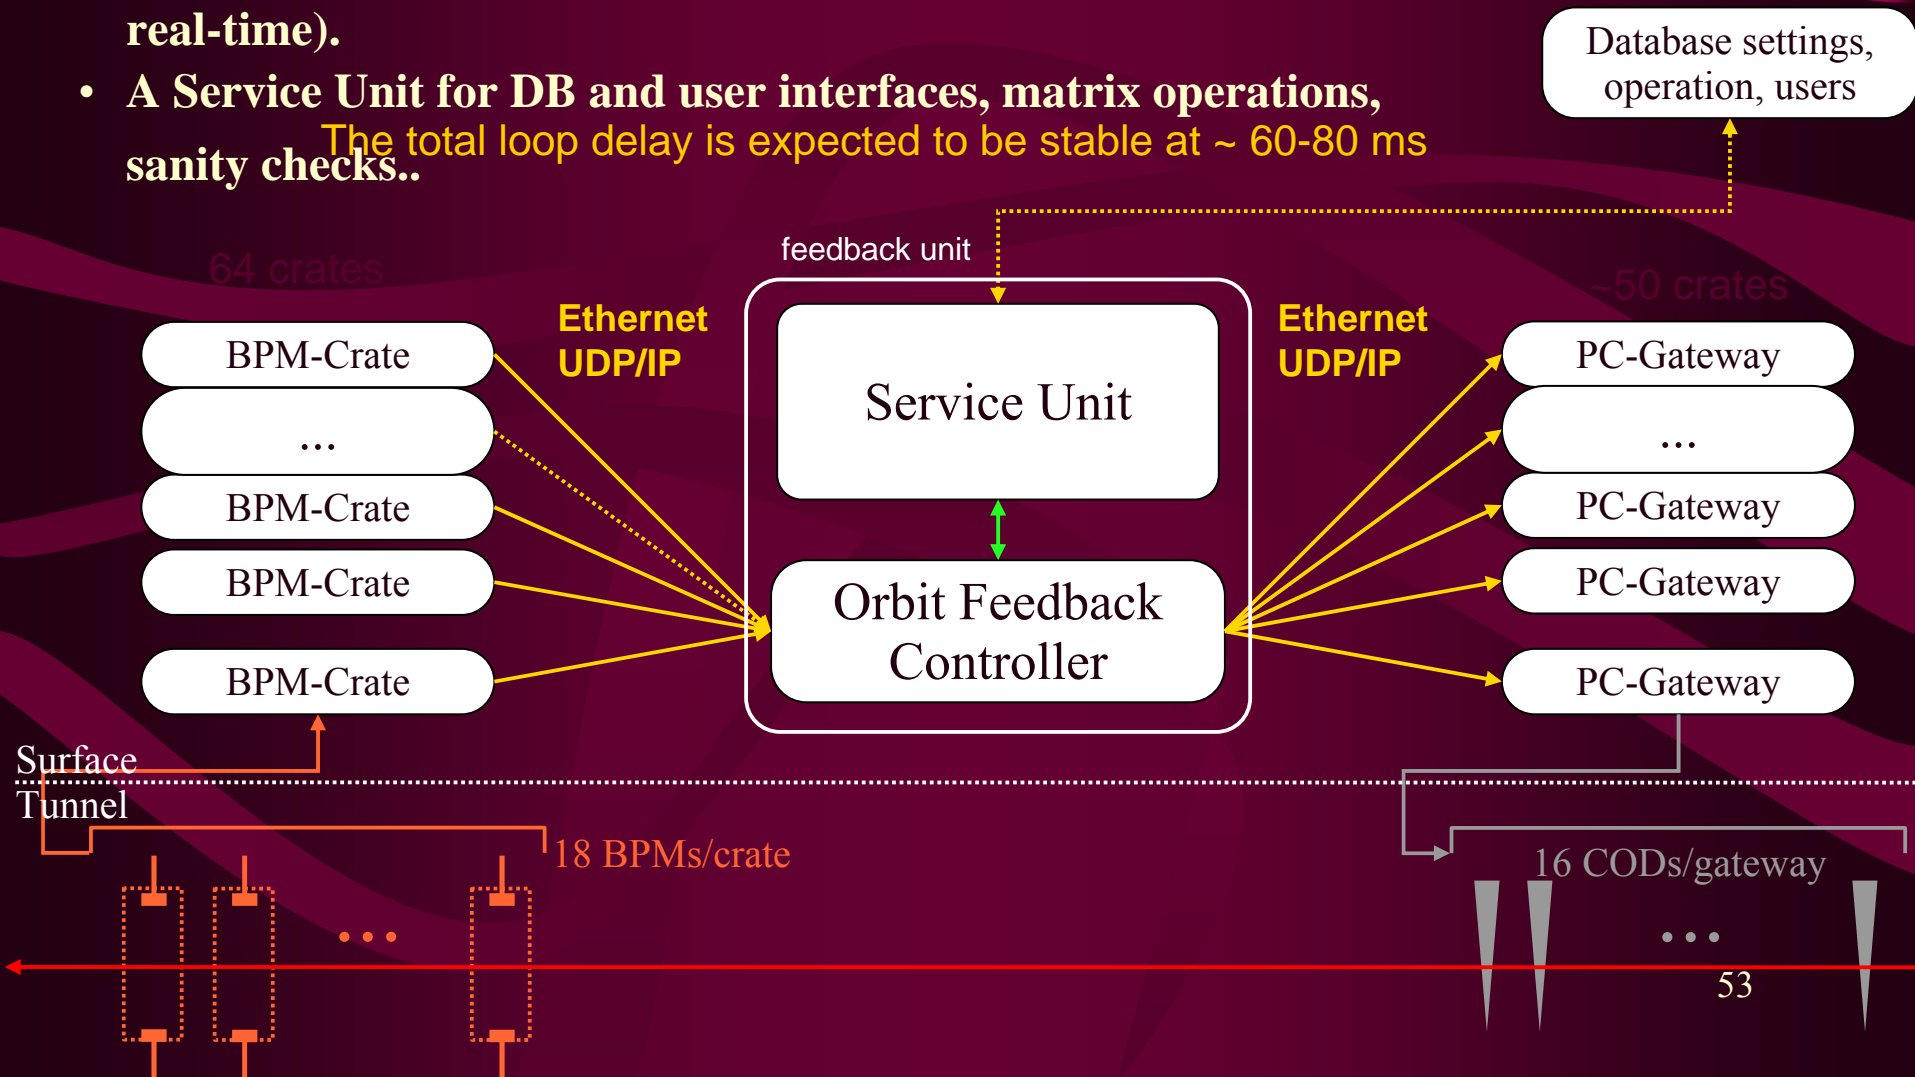 real-time).
• A Service Unit for DB and user interfaces, matrix operations,
sanity checks..
The total loop delay is expected to be stable at ~ 60-80 ms
Database settings,
operation, users
feedback unit
64 crates
~50 crates
Ethernet
UDP/IP
Ethernet
UDP/IP
BPM-Crate
...
BPM-Crate
BPM-Crate
BPM-Crate
Service Unit
Orbit Feedback
Controller
PC-Gateway
...
PC-Gateway
PC-Gateway
PC-Gateway
Surface
Tunnel
18 BPMs/crate
...
16 CODs/gateway
...
53